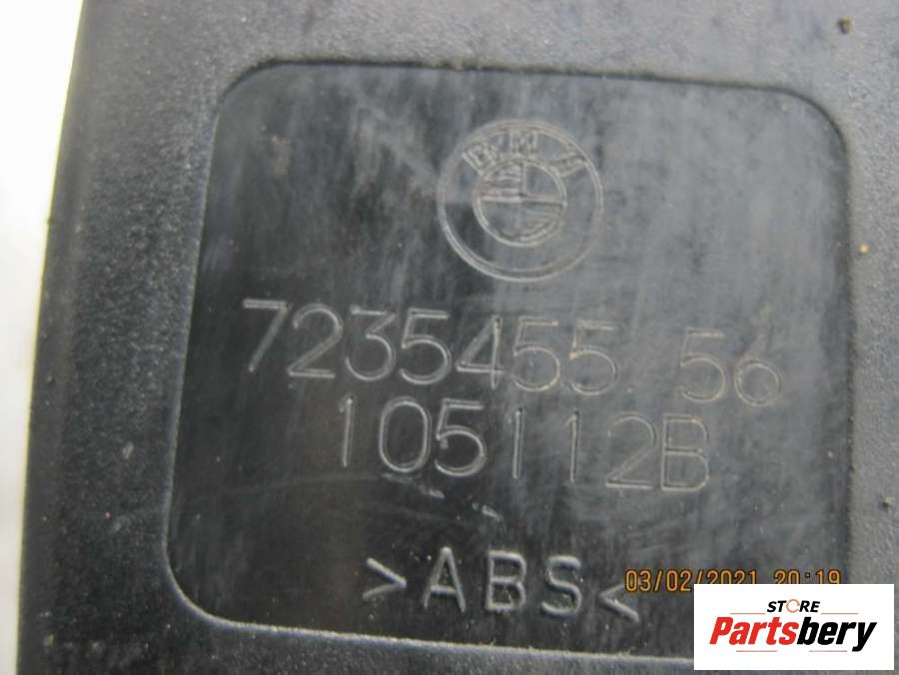 BMW
7235455.56
105112B
>ABS<
03/02/2021 20:19
STORE
Partsbery